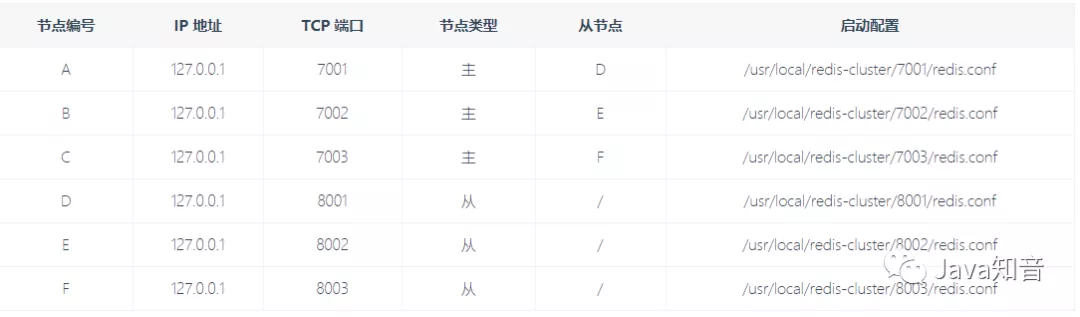 节点编号 IP 地址 TCP 端口 节点类型 从节点 启动配置
A 127.0.0.1 7001 主 D /usr/local/redis-cluster/7001/redis.conf
B 127.0.0.1 7002 主 E /usr/local/redis-cluster/7002/redis.conf
C 127.0.0.1 7003 主 F /usr/local/redis-cluster/7003/redis.conf
D 127.0.0.1 8001 从 / /usr/local/redis-cluster/8001/redis.conf
E 127.0.0.1 8002 从 / /usr/local/redis-cluster/8002/redis.conf
Java知音
F 127.0.0.1 8003 从 / /usr/local/redis-cluster/8003/redis.conf